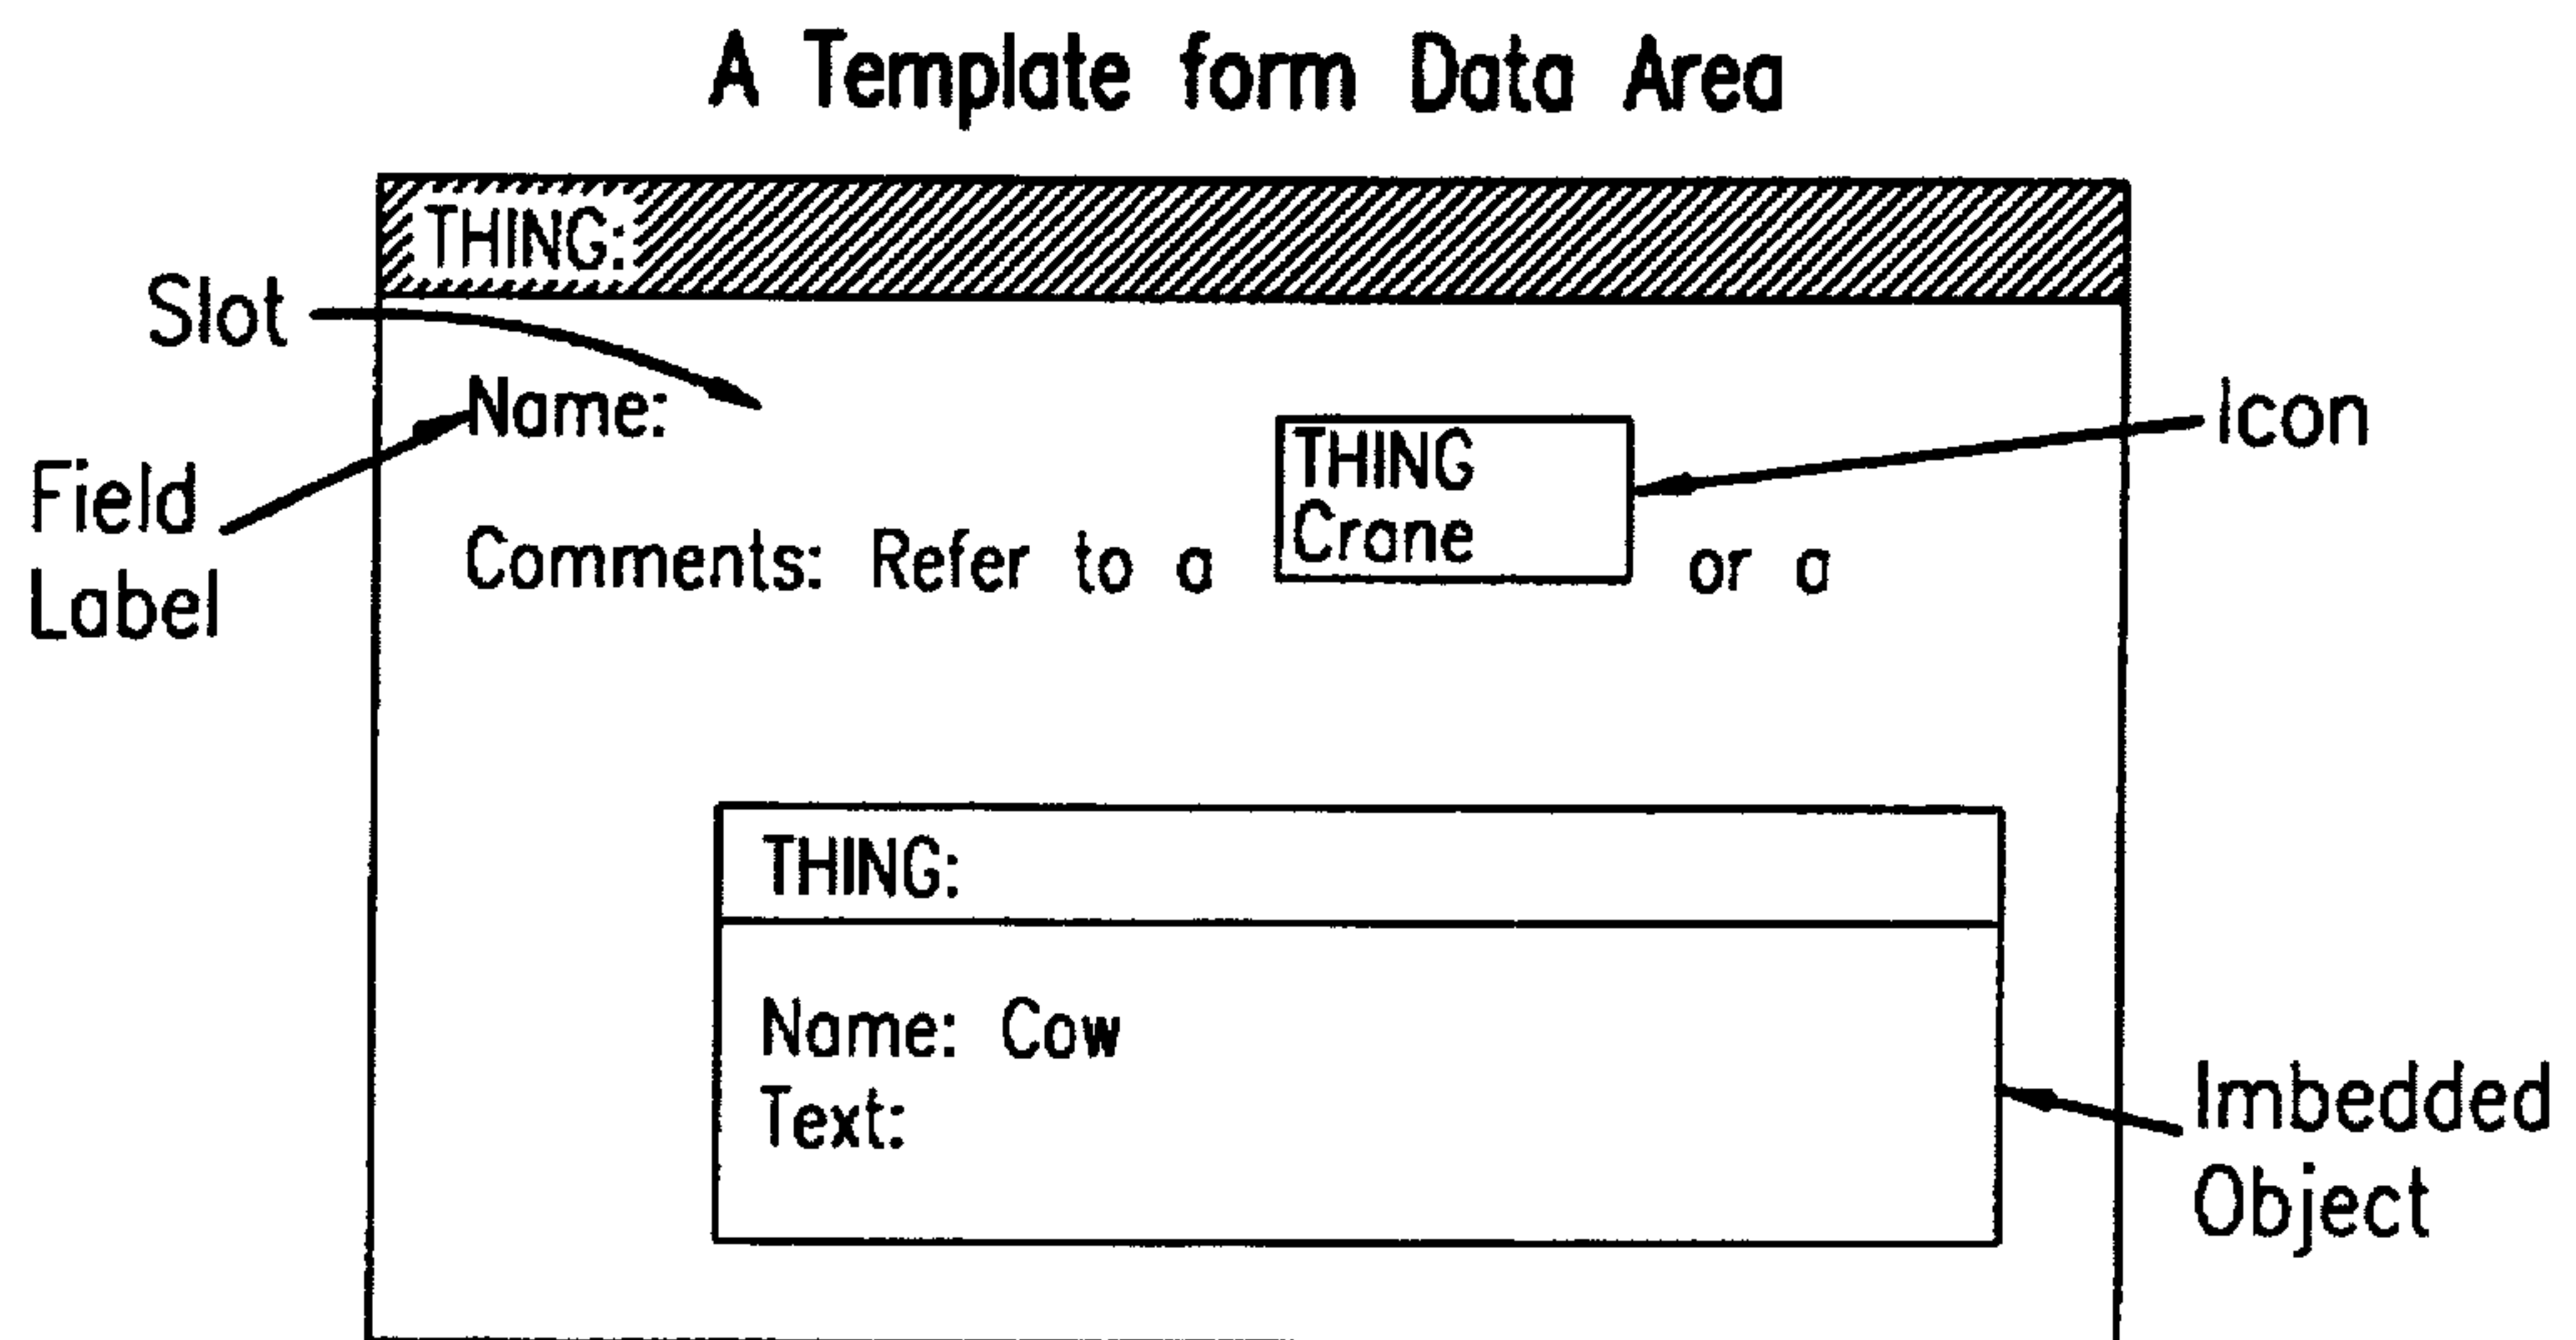 A Template form Data Area
THING:
Slot
Name:
Icon
Field
Label
THING
Crane
Comments: Refer to a
or a
THING:
Name: Cow
Text:
Imbedded
Object